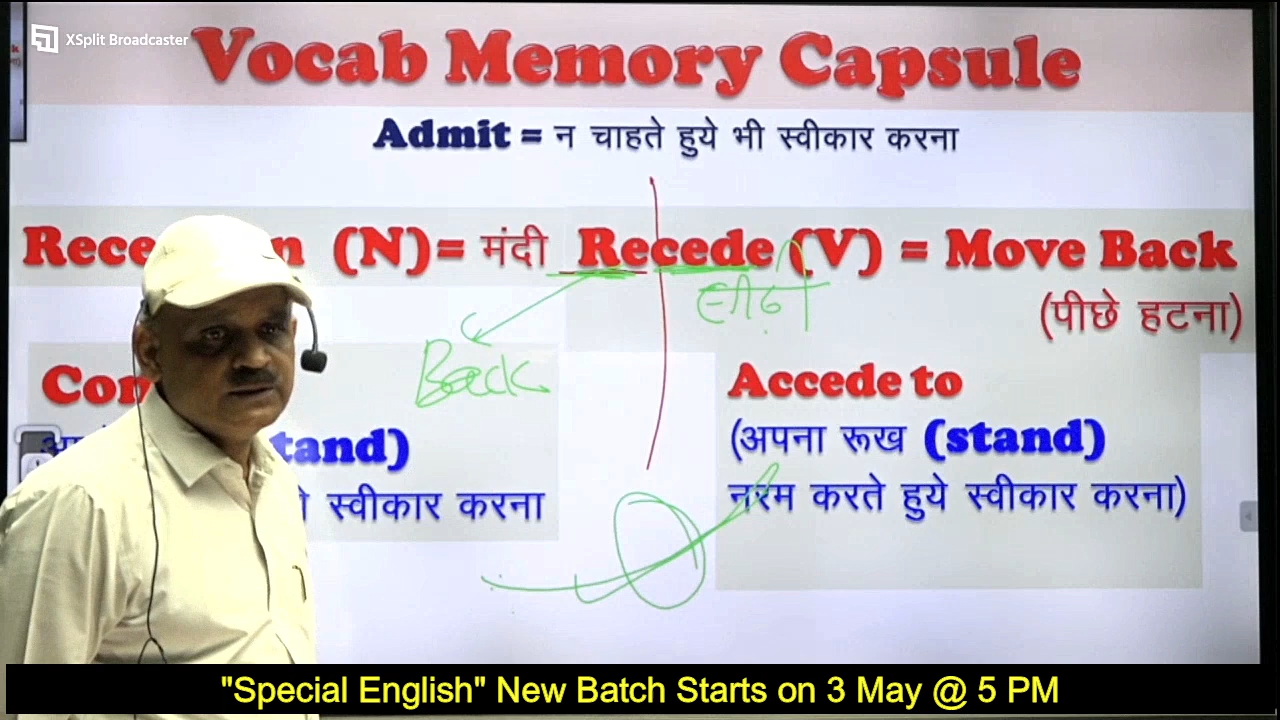 XSplit Broadcaster
Vocab Memory Capsule
Admit = न चाहते हुये भी स्वीकार करना
Rece n (N)= मंदी Recede (V) = Move Back
(पीछे हटना)
सीढ़ी
Back
Con
Accede to
tand)
(अपना रूख (stand)
स्वीकार करना
नरम करते हुये स्वीकार करना)
"Special English" New Batch Starts on 3 May @ 5 PM